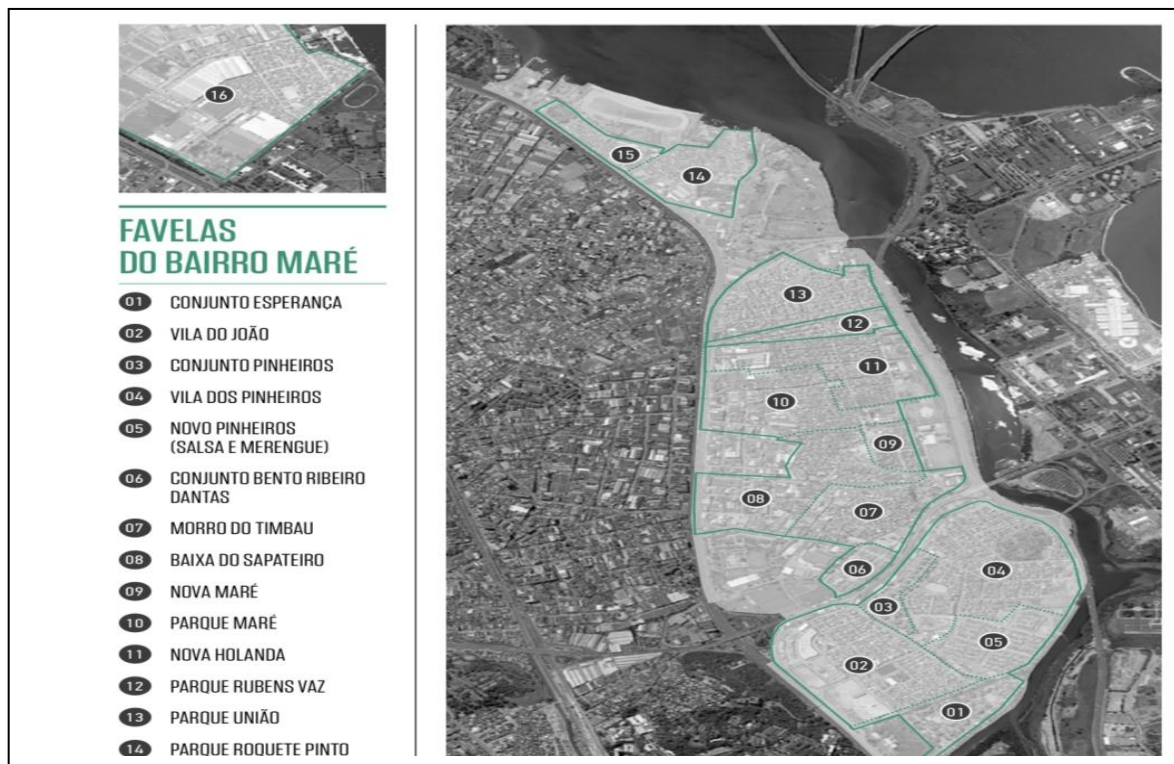 16
FAVELAS
DO BAIRRO MARÉ
01 CONJUNTO ESPERANÇA
02 VILA DO JOÃO
03 CONJUNTO PINHEIROS
04 VILA DOS PINHEIROS
05 NOVO PINHEIROS
(SALSA E MERENGUE)
06 CONJUNTO BENTO RIBEIRO
DANTAS
07 MORRO DO TIMBAU
08 BAIXA DO SAPATEIRO
09 NOVA MARÉ
10 PARQUE MARÉ
11 NOVA HOLANDA
12 PARQUE RUBENS VAZ
13 PARQUE UNIÃO
14 PARQUE ROQUETE PINTO
15
14
13
12
11
10
09
08
07
06
04
03
05
02
01